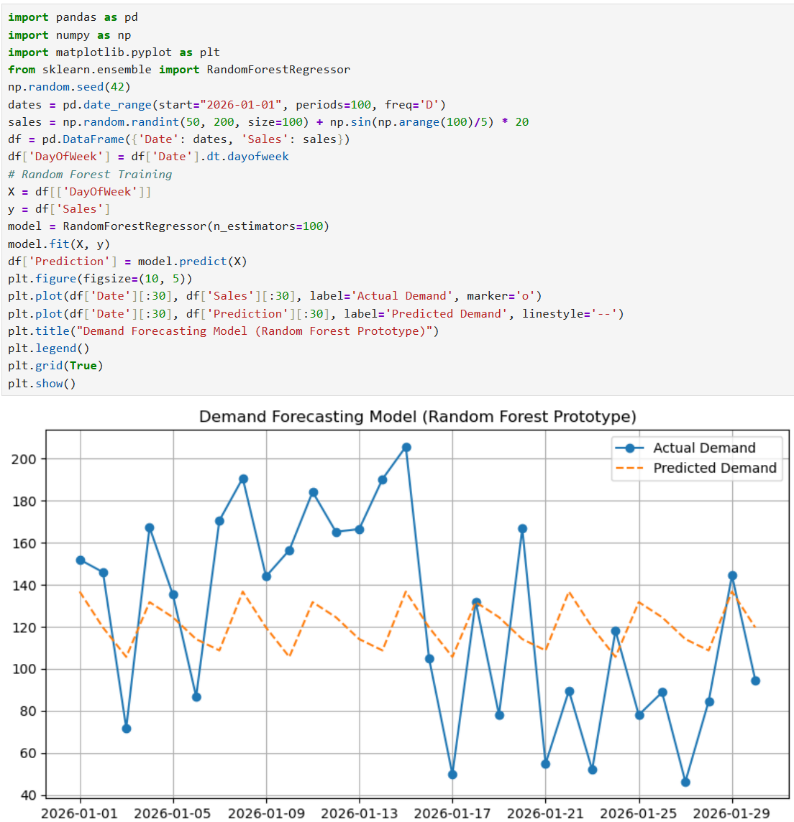 import pandas as pd
import numpy as np
import matplotlib.pyplot as plt
from sklearn.ensemble import RandomForestRegressor
np.random.seed(42)
dates = pd.date_range(start="2026-01-01", periods=100, freq='D')
sales = np.random.randint(50, 200, size=100) + np.sin(np.arange(100)/5) * 20
df = pd.DataFrame({'Date': dates, 'Sales': sales})
df['DayOfWeek'] = df['Date'].dt.dayofweek
# Random Forest Training
X = df[['DayOfWeek']]
y = df['Sales']
model = RandomForestRegressor(n_estimators=100)
model.fit(X, y)
df['Prediction'] = model.predict(X)
plt.figure(figsize=(10, 5))
plt.plot(df['Date'][:30], df['Sales'][:30], label='Actual Demand', marker='o')
plt.plot(df['Date'][:30], df['Prediction'][:30], label='Predicted Demand', linestyle='--')
plt.title("Demand Forecasting Model (Random Forest Prototype)")
plt.legend()
plt.grid(True)
plt.show()
Demand Forecasting Model (Random Forest Prototype)
Actual Demand
Predicted Demand
200
180
160
140
120
100
80
60
40
2026-01-01 2026-01-05 2026-01-09 2026-01-13 2026-01-17 2026-01-21 2026-01-25 2026-01-29